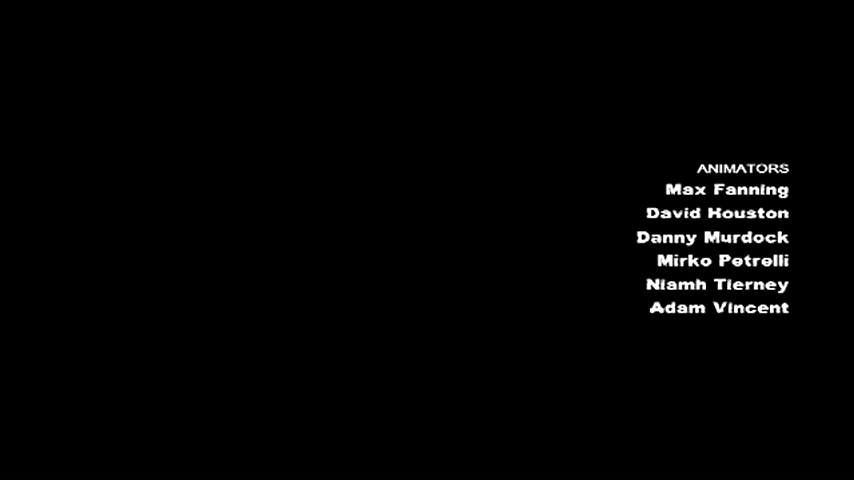 ANIMATORS
Max Fanning
David Houston
Danny Murdock
Mirko Petrelli
Niamh Tierney
Adam Vincent